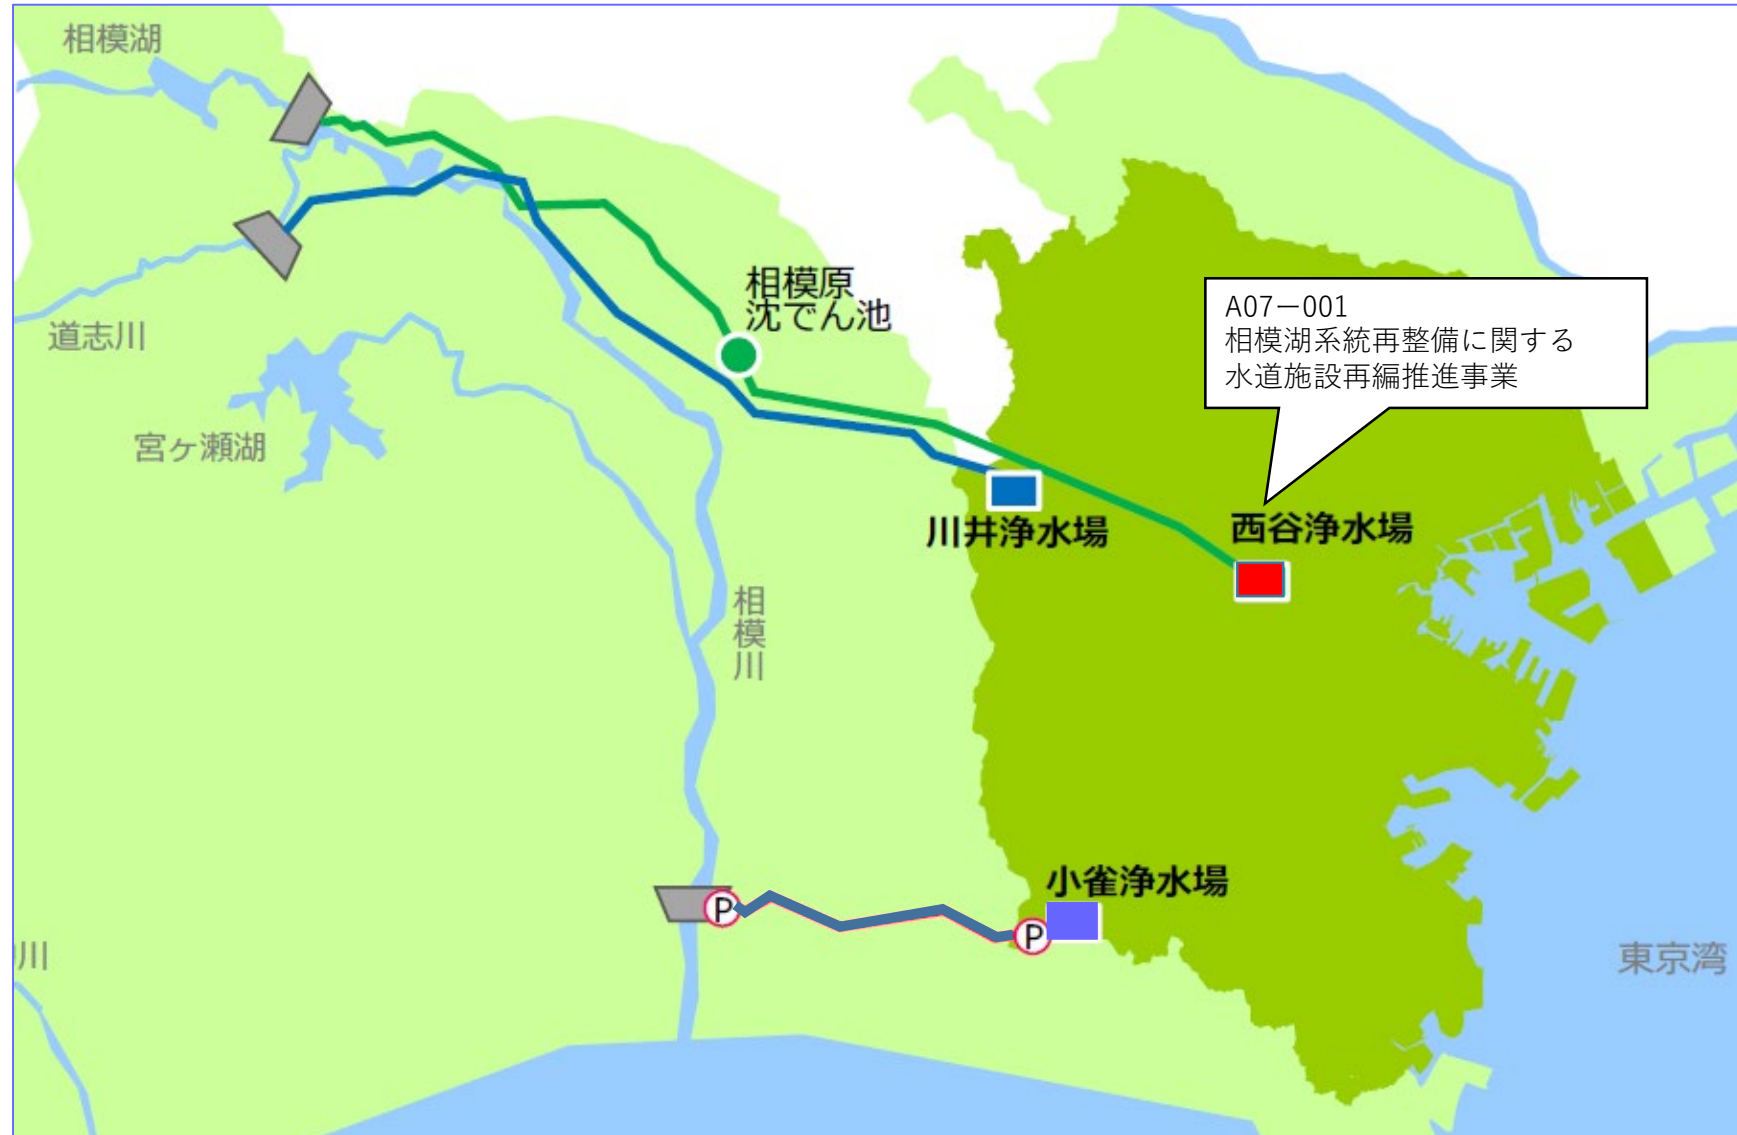 相模湖
相模原
沈でん池
道志川
A07－001
相模湖系統再整備に関する
水道施設再編推進事業
宮ヶ瀬湖
川井浄水場
西谷浄水場
相模川
小雀浄水場
P
P
川
東京湾